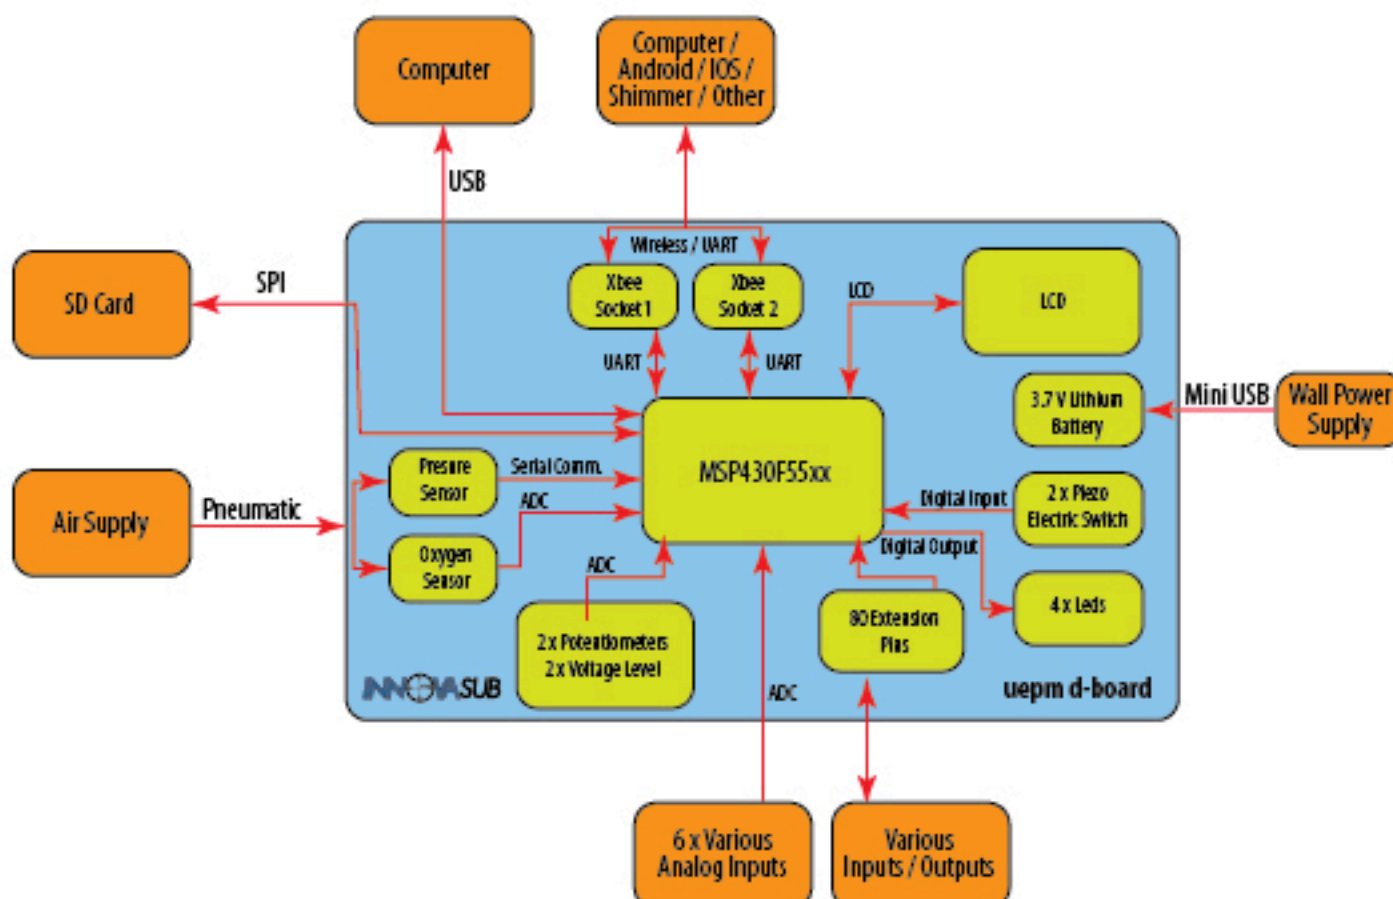 Computer
Computer /
Android / IOS /
Shimmer / Other
USB
Wireless / UART
SD Card
SPI
Xbee
Socket 1
Xbee
Socket 2
LCD
LCD
UART
UART
3.7 V Lithium
Battery
Mini USB
Wall Power
Supply
MSP430F55xx
Presure
Sensor
Serial Comm.
ADC
Air Supply
Pneumatic
Oxygen
Sensor
Digital Input
2 x Piezo
Electric Switch
Digital Output
ADC
2 x Potentiometers
2 x Voltage Level
80 Extension
Pins
4 x Leds
INNOVASUB
ADC
uepm d-board
6 x Various
Analog Inputs
Various
Inputs / Outputs